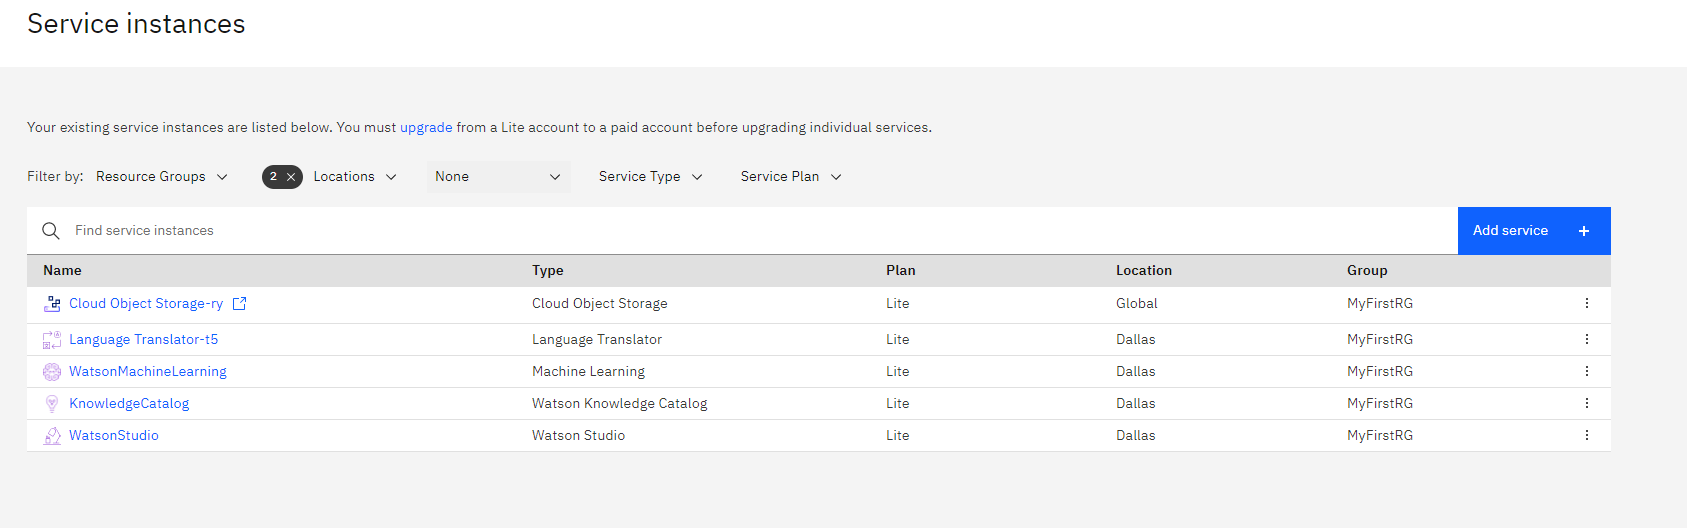 Service instances
Your existing service instances are listed below. You must upgrade from a Lite account to a paid account before upgrading individual services.
Filter by: Resource Groups 2 Locations None Service Type Service Plan
Find service instances Add service +
Name Type Plan Location Group
Cloud Object Storage-ry Cloud Object Storage Lite Global MyFirstRG
Language Translator-t5 Language Translator Lite Dallas MyFirstRG
WatsonMachineLearning Machine Learning Lite Dallas MyFirstRG
KnowledgeCatalog Watson Knowledge Catalog Lite Dallas MyFirstRG
WatsonStudio Watson Studio Lite Dallas MyFirstRG